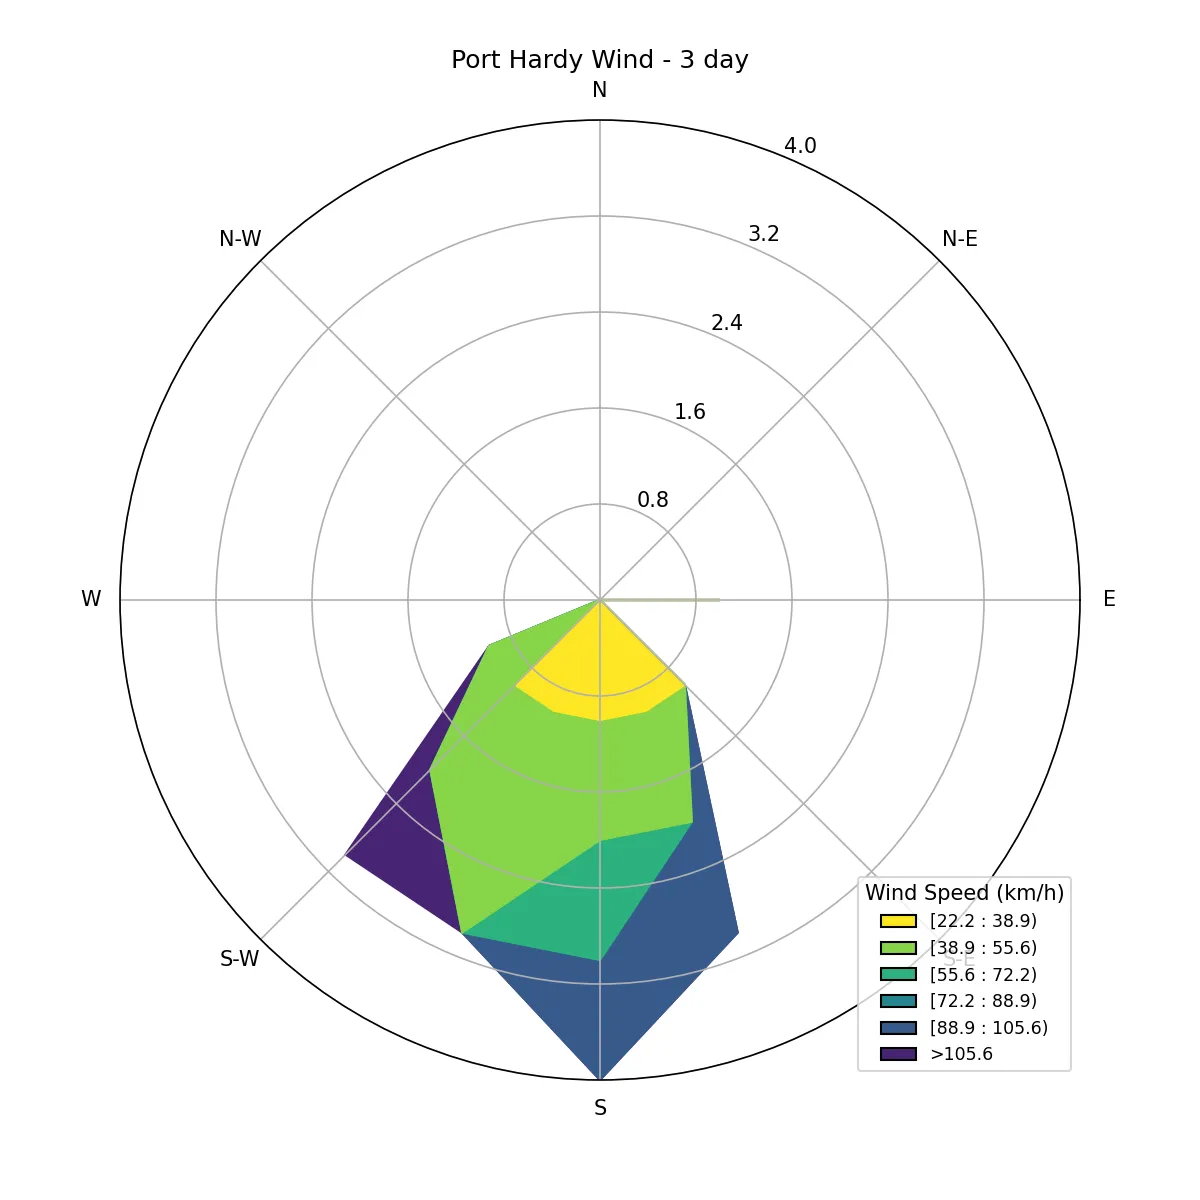 Port Hardy Wind - 3 day
N
4.0
3.2
N-W
N-E
2.4
1.6
0.8
W
E
Wind Speed (km/h)
[22.2 : 38.9)
[38.9 : 55.6)
S-W
S-E
[55.6 : 72.2)
[72.2 : 88.9)
[88.9 : 105.6)
>105.6
S